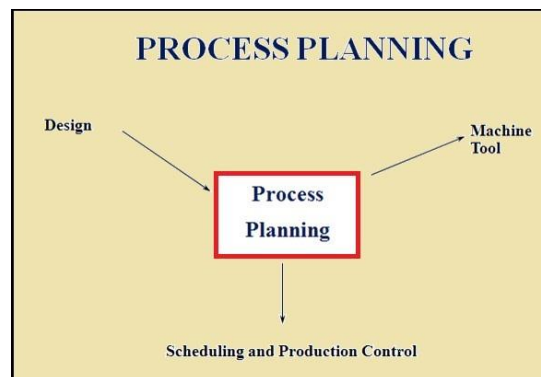 PROCESS PLANNING
Design
Machine
Tool
Process
Planning
Scheduling and Production Control